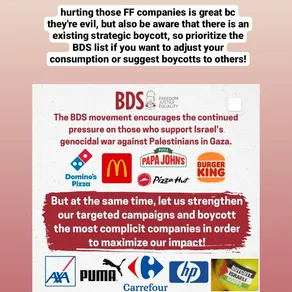 hurting those FF companies is great bc
they're evil, but also be aware that there is an
existing strategic boycott, so prioritize the
BDS list if you want to adjust your
consumption or suggest boycotts to others!
BDS
FREEDOM
JUSTICE
EQUALITY
The BDS movement encourages the continued
pressure on those who support Israel's
genocidal war against Palestinians in Gaza.
Domino's
Pizza
PIZZA
PAPA JOHN'S
Pizza Hut
BURGER
KING
But at the same time, let us strengthen
our targeted campaigns and boycott
the most complicit companies in order
to maximize our impact!
AXA
PUMA
Carrefour
hp
BOYCOTT
ISRAELI